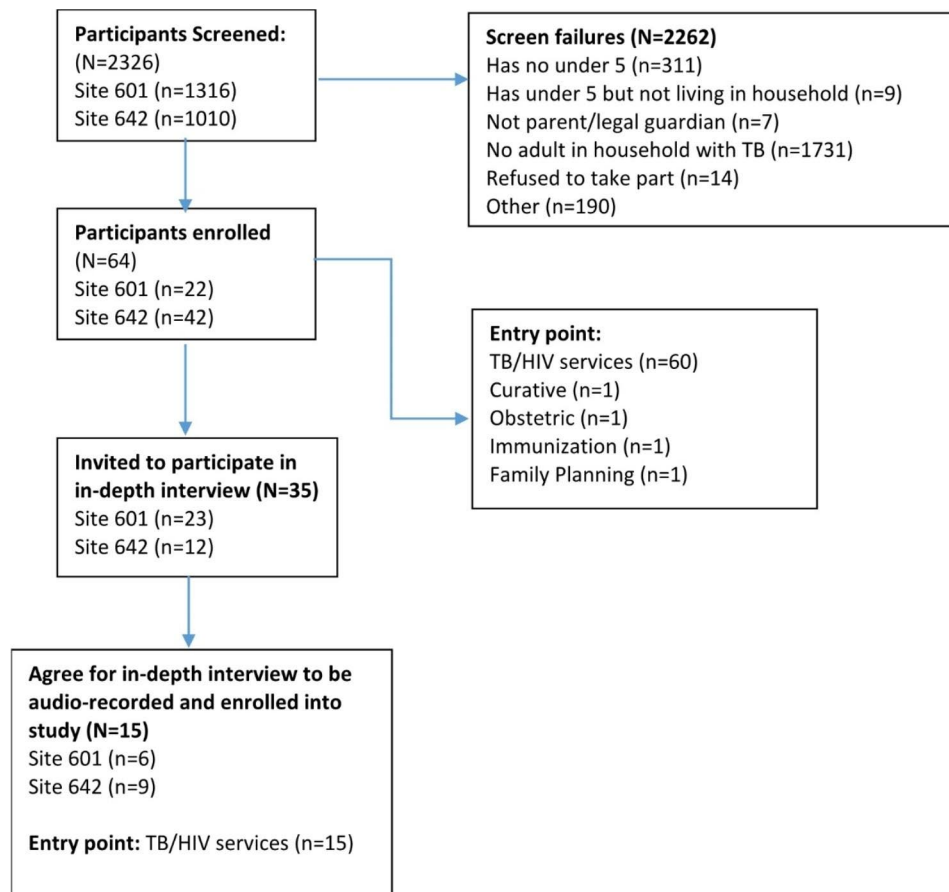 Participants Screened:
(N=2326)
Site 601 (n=1316)
Site 642 (n=1010)
Screen failures (N=2262)
Has no under 5 (n=311)
Has under 5 but not living in household (n=9)
Not parent/legal guardian (n=7)
No adult in household with TB (n=1731)
Refused to take part (n=14)
Other (n=190)
Participants enrolled
(N=64)
Site 601 (n=22)
Site 642 (n=42)
Entry point:
TB/HIV services (n=60)
Curative (n=1)
Obstetric (n=1)
Immunization (n=1)
Family Planning (n=1)
Invited to participate in
in-depth interview (N=35)
Site 601 (n=23)
Site 642 (n=12)
Agree for in-depth interview to be
audio-recorded and enrolled into
study (N=15)
Site 601 (n=6)
Site 642 (n=9)
Entry point: TB/HIV services (n=15)